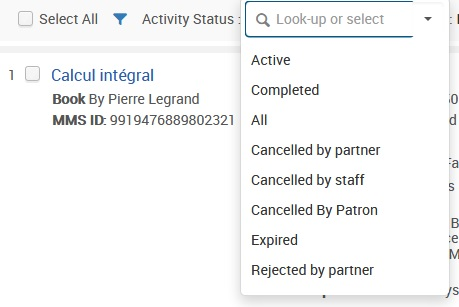 Select All
Activity Status :
Look-up or select
1
Calcul intégral
Book By Pierre Legrand
MMS ID: 9919476889802321
Active
Completed
All
Cancelled by partner
Cancelled by staff
Cancelled By Patron
Expired
Rejected by partner